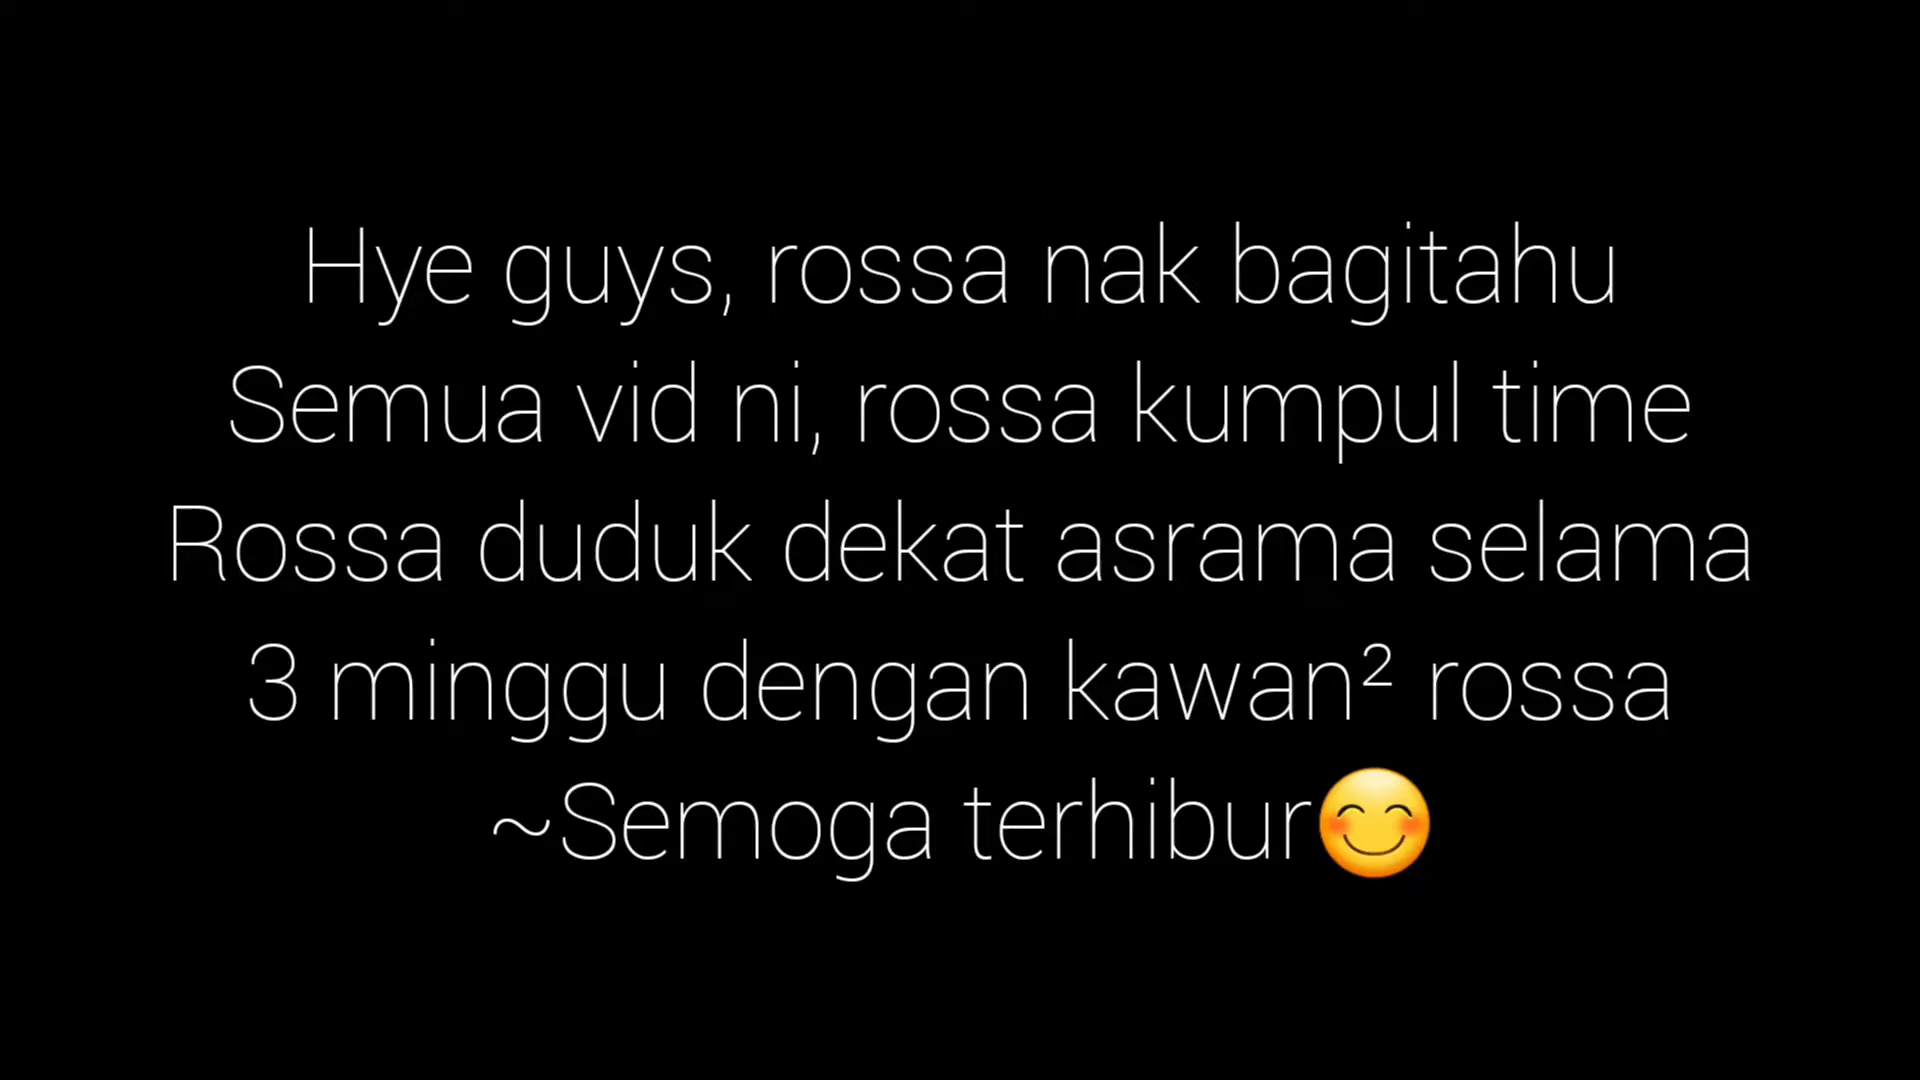 Hye guys, rossa nak bagitahu
Semua vid ni, rossa kumpul time
Rossa duduk dekat asrama selama
3 minggu dengan kawan² rossa
~Semoga terhibur😊